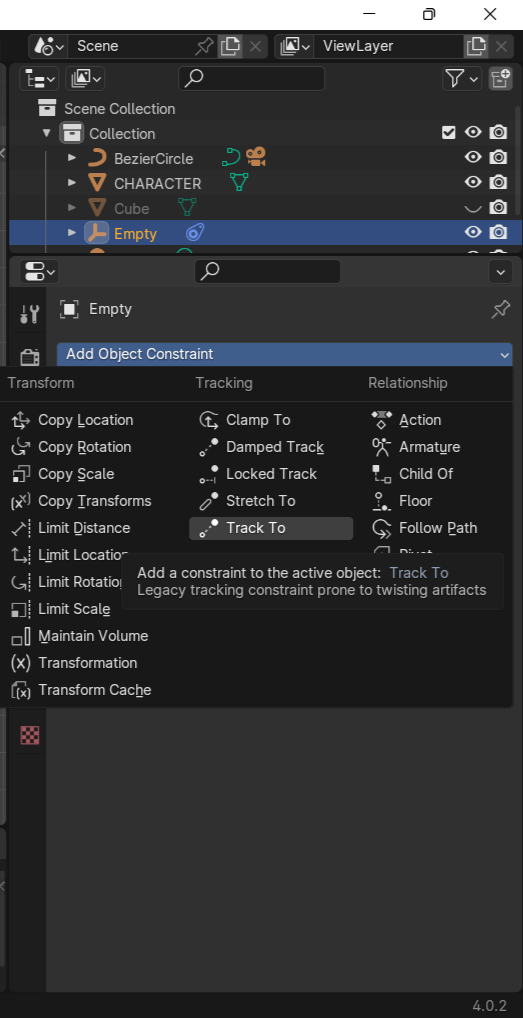 Scene
ViewLayer
Scene Collection
Collection
BezierCircle
CHARACTER
Cube
Empty
Empty
Add Object Constraint
Transform Tracking Relationship
Copy Location Clamp To Action
Copy Rotation Damped Track Armature
Copy Scale Locked Track Child Of
Copy Transforms Stretch To Floor
Limit Distance Track To Follow Path
Limit Location Pivot
Limit Rotation
Add a constraint to the active object: Track To
Legacy tracking constraint prone to twisting artifacts
Limit Scale
Maintain Volume
(x) Transformation
Transform Cache
4.0.2